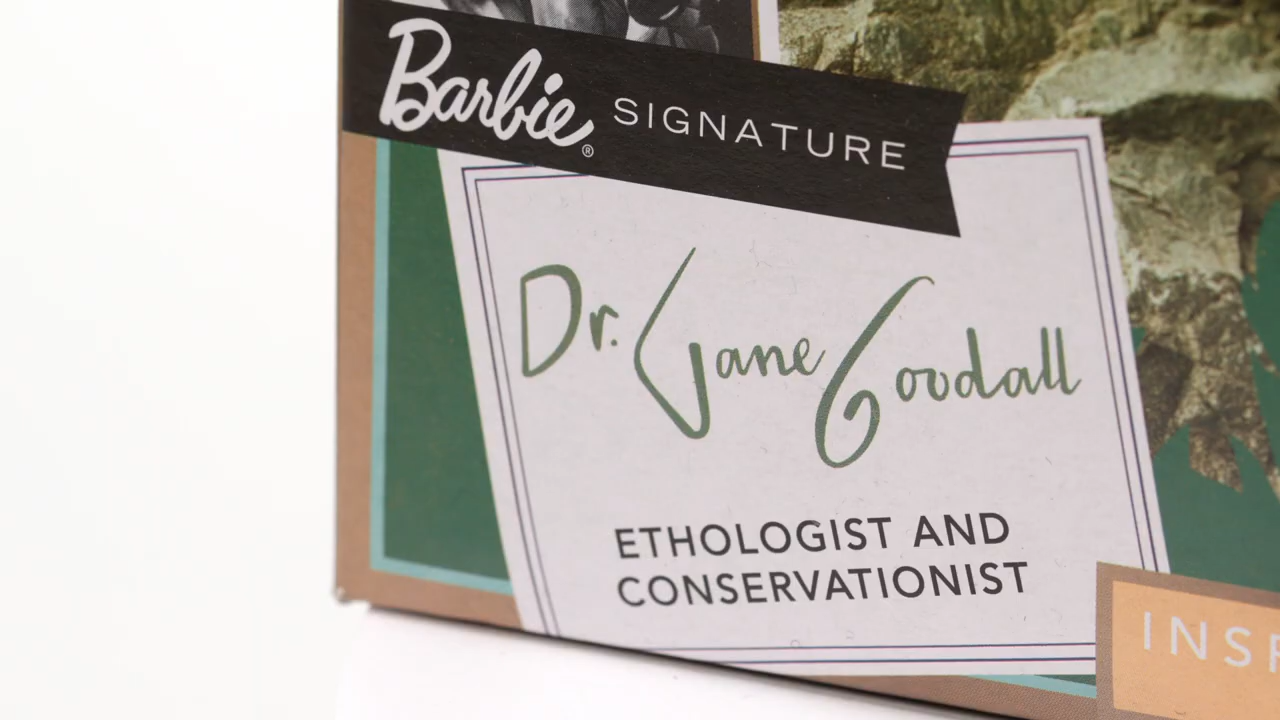 Barbie® SIGNATURE
Dr. Jane Goodall
ETHOLOGIST AND
CONSERVATIONIST